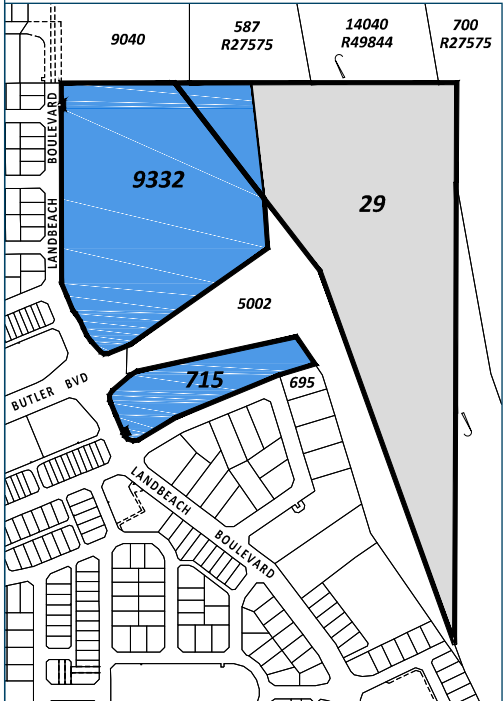 9040
587
R27575
14040
R49844
700
R27575
LANDBEACH BOULEVARD
9332
29
5002
715
695
BUTLER BVD
LANDBEACH BOULEVARD